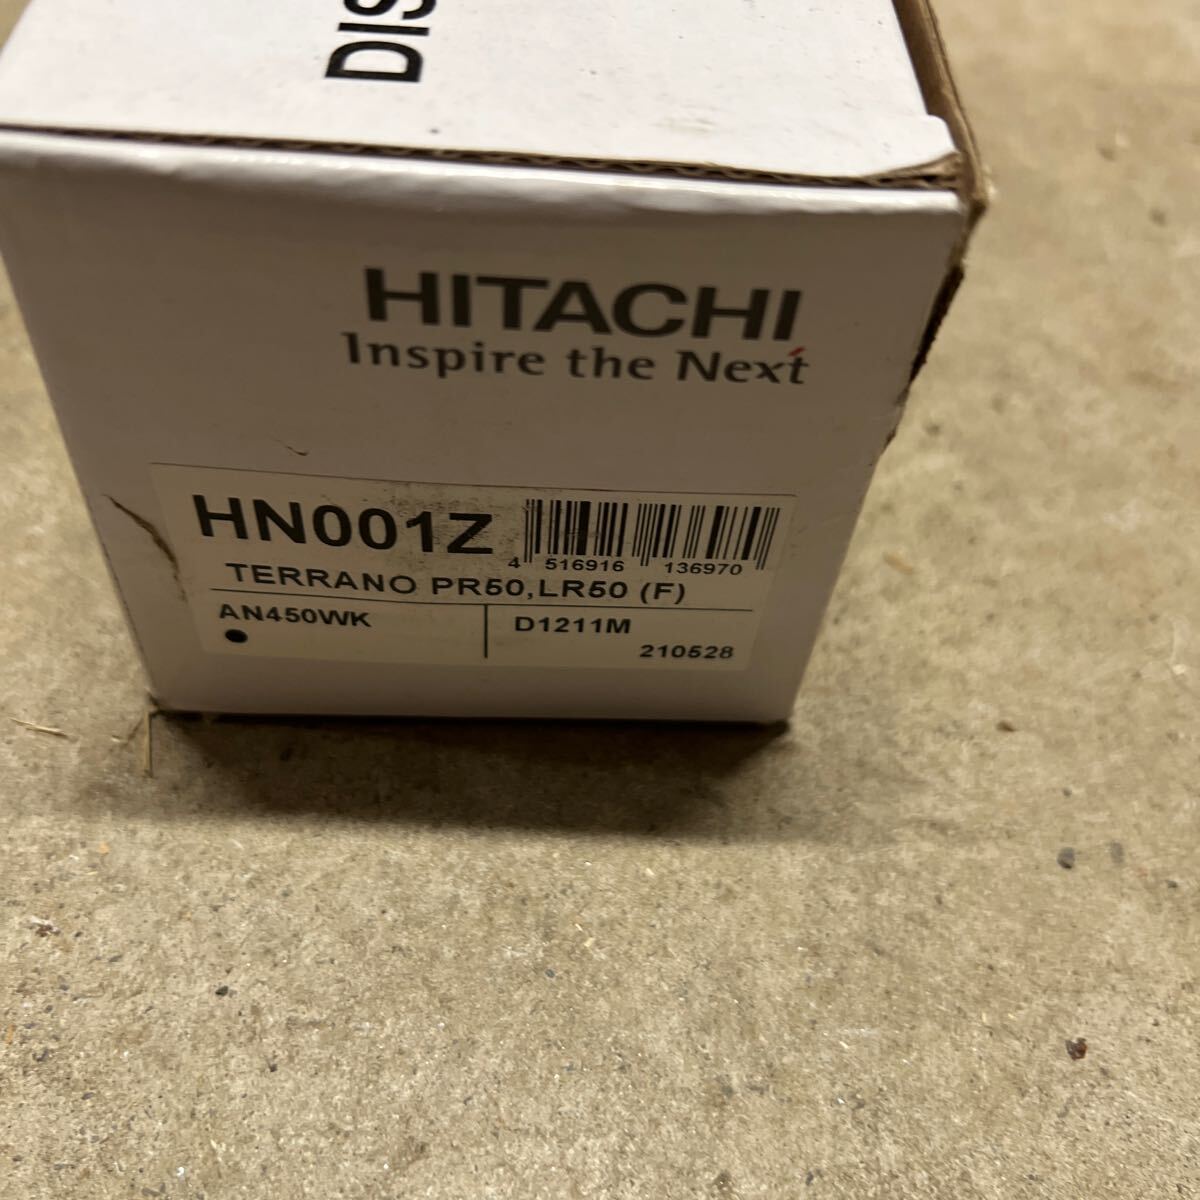 DIS
HITACHI
Inspire the Next
HN001Z
4 516916 136970
TERRANO PR50,LR50 (F)
AN450WK
D1211M
210528